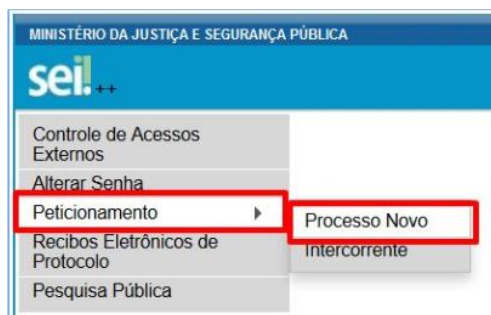 MINISTÉRIO DA JUSTIÇA E SEGURANÇA PÚBLICA
sei!++
Controle de Acessos
Externos
Alterar Senha
Peticionamento
Processo Novo
Recibos Eletrônicos de
Protocolo
Intercorrente
Pesquisa Pública